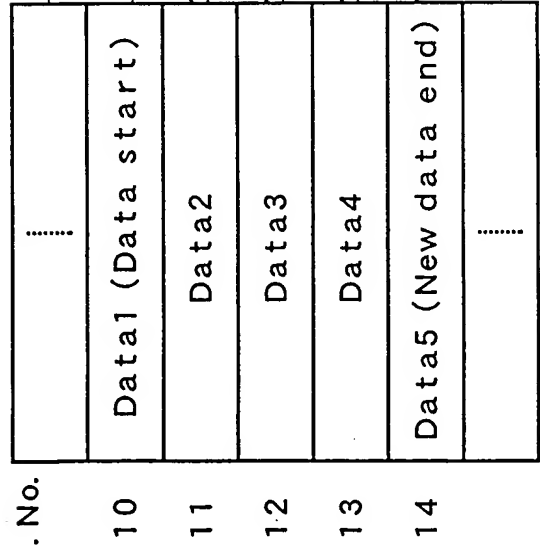 . No.
........
10 Data1 (Data start)
11 Data2
12 Data3
13 Data4
14 Data5 (New data end)
........